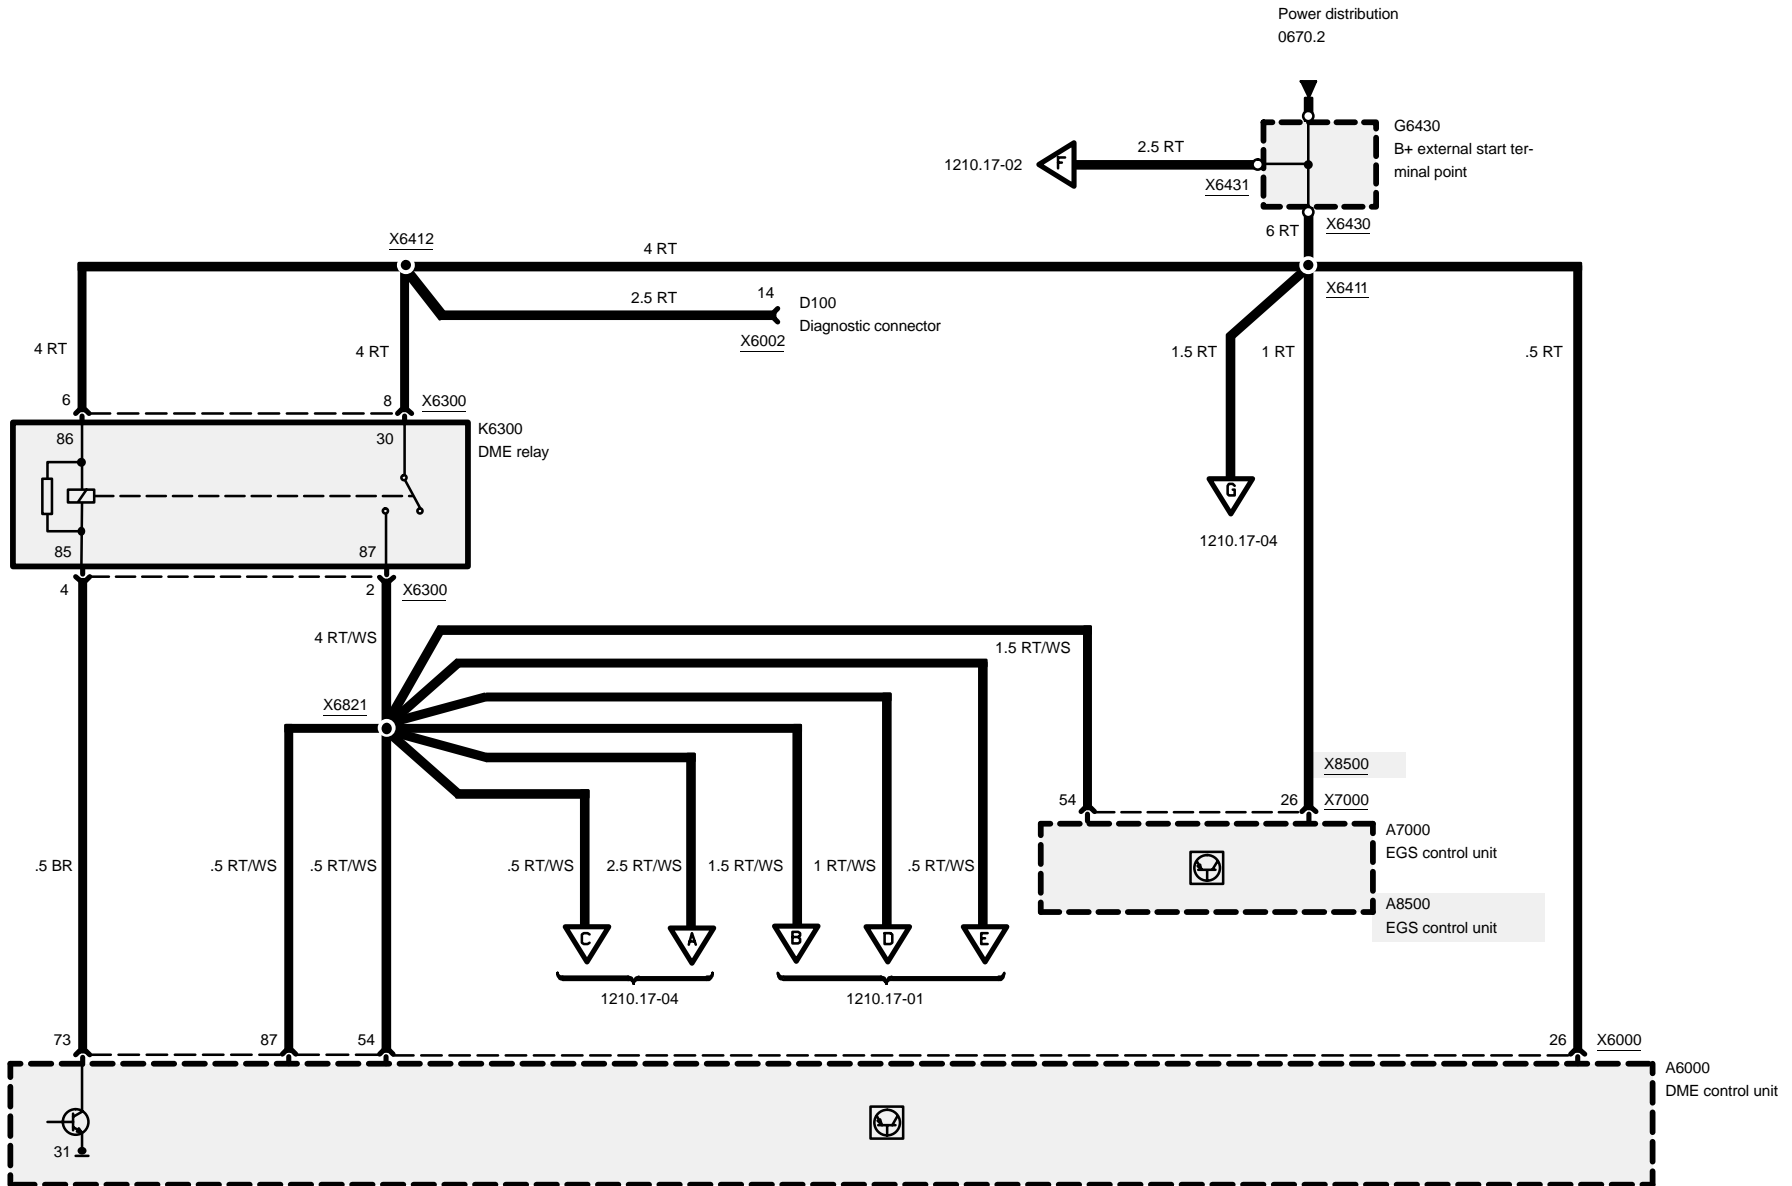 Power distribution
0670.2
G6430
B+ external start ter-
minal point
1210.17-02
F
2.5 RT
X6431
X6430
6 RT
X6412
4 RT
X6411
2.5 RT
14
D100
Diagnostic connector
X6002
4 RT
4 RT
1.5 RT
1 RT
.5 RT
6
8
X6300
K6300
DME relay
86
30
G
1210.17-04
85
87
4
2
X6300
4 RT/WS
1.5 RT/WS
X6821
X8500
54
26
X7000
A7000
EGS control unit
A8500
EGS control unit
.5 BR
.5 RT/WS
.5 RT/WS
.5 RT/WS
2.5 RT/WS
1.5 RT/WS
1 RT/WS
.5 RT/WS
C
A
B
D
E
1210.17-04
1210.17-01
73
87
54
26
X6000
A6000
DME control unit
31